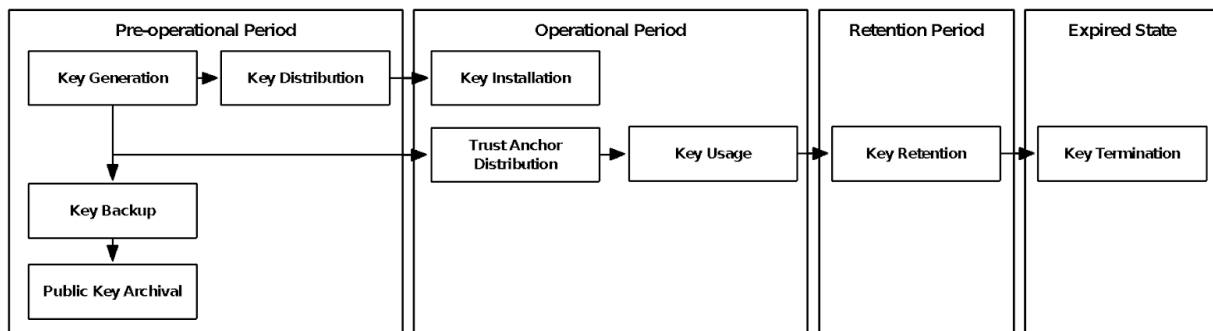 Pre-operational Period
Operational Period
Retention Period
Expired State
Key Generation
Key Distribution
Key Installation
Trust Anchor
Distribution
Key Usage
Key Retention
Key Termination
Key Backup
Public Key Archival